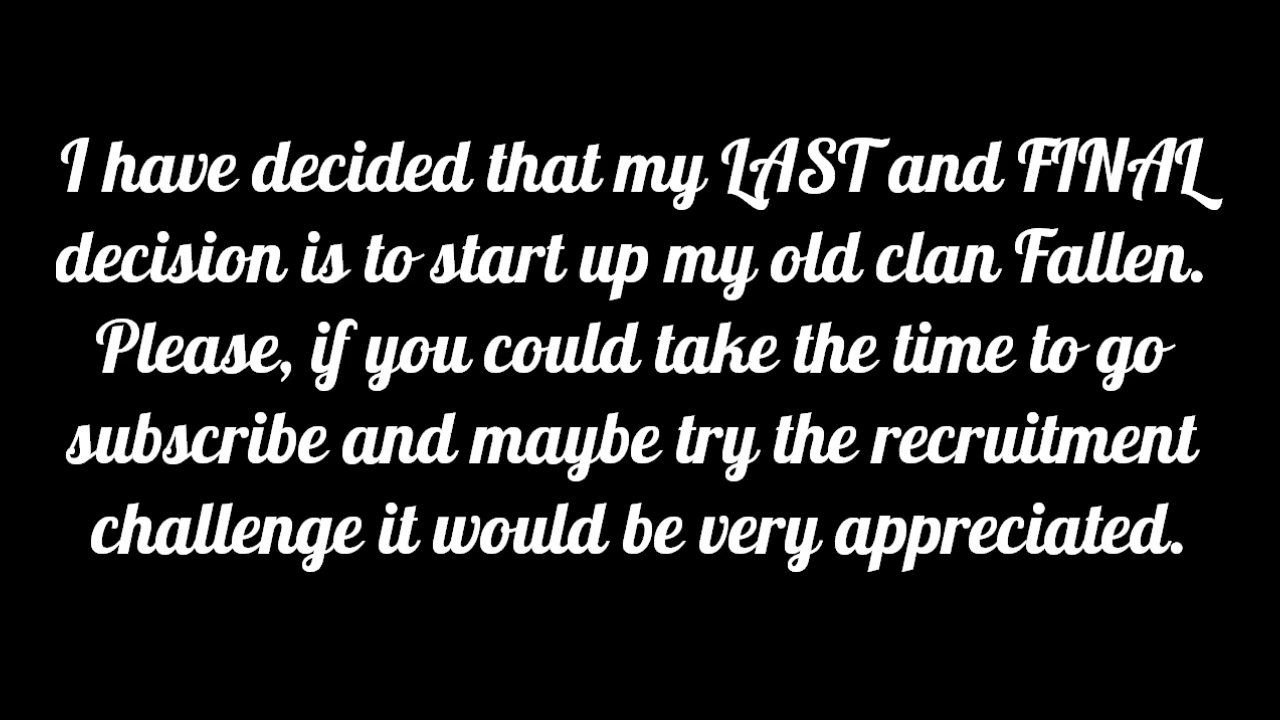 I have decided that my LAST and FINAL
decision is to start up my old clan Fallen.
Please, if you could take the time to go
subscribe and maybe try the recruitment
challenge it would be very appreciated.